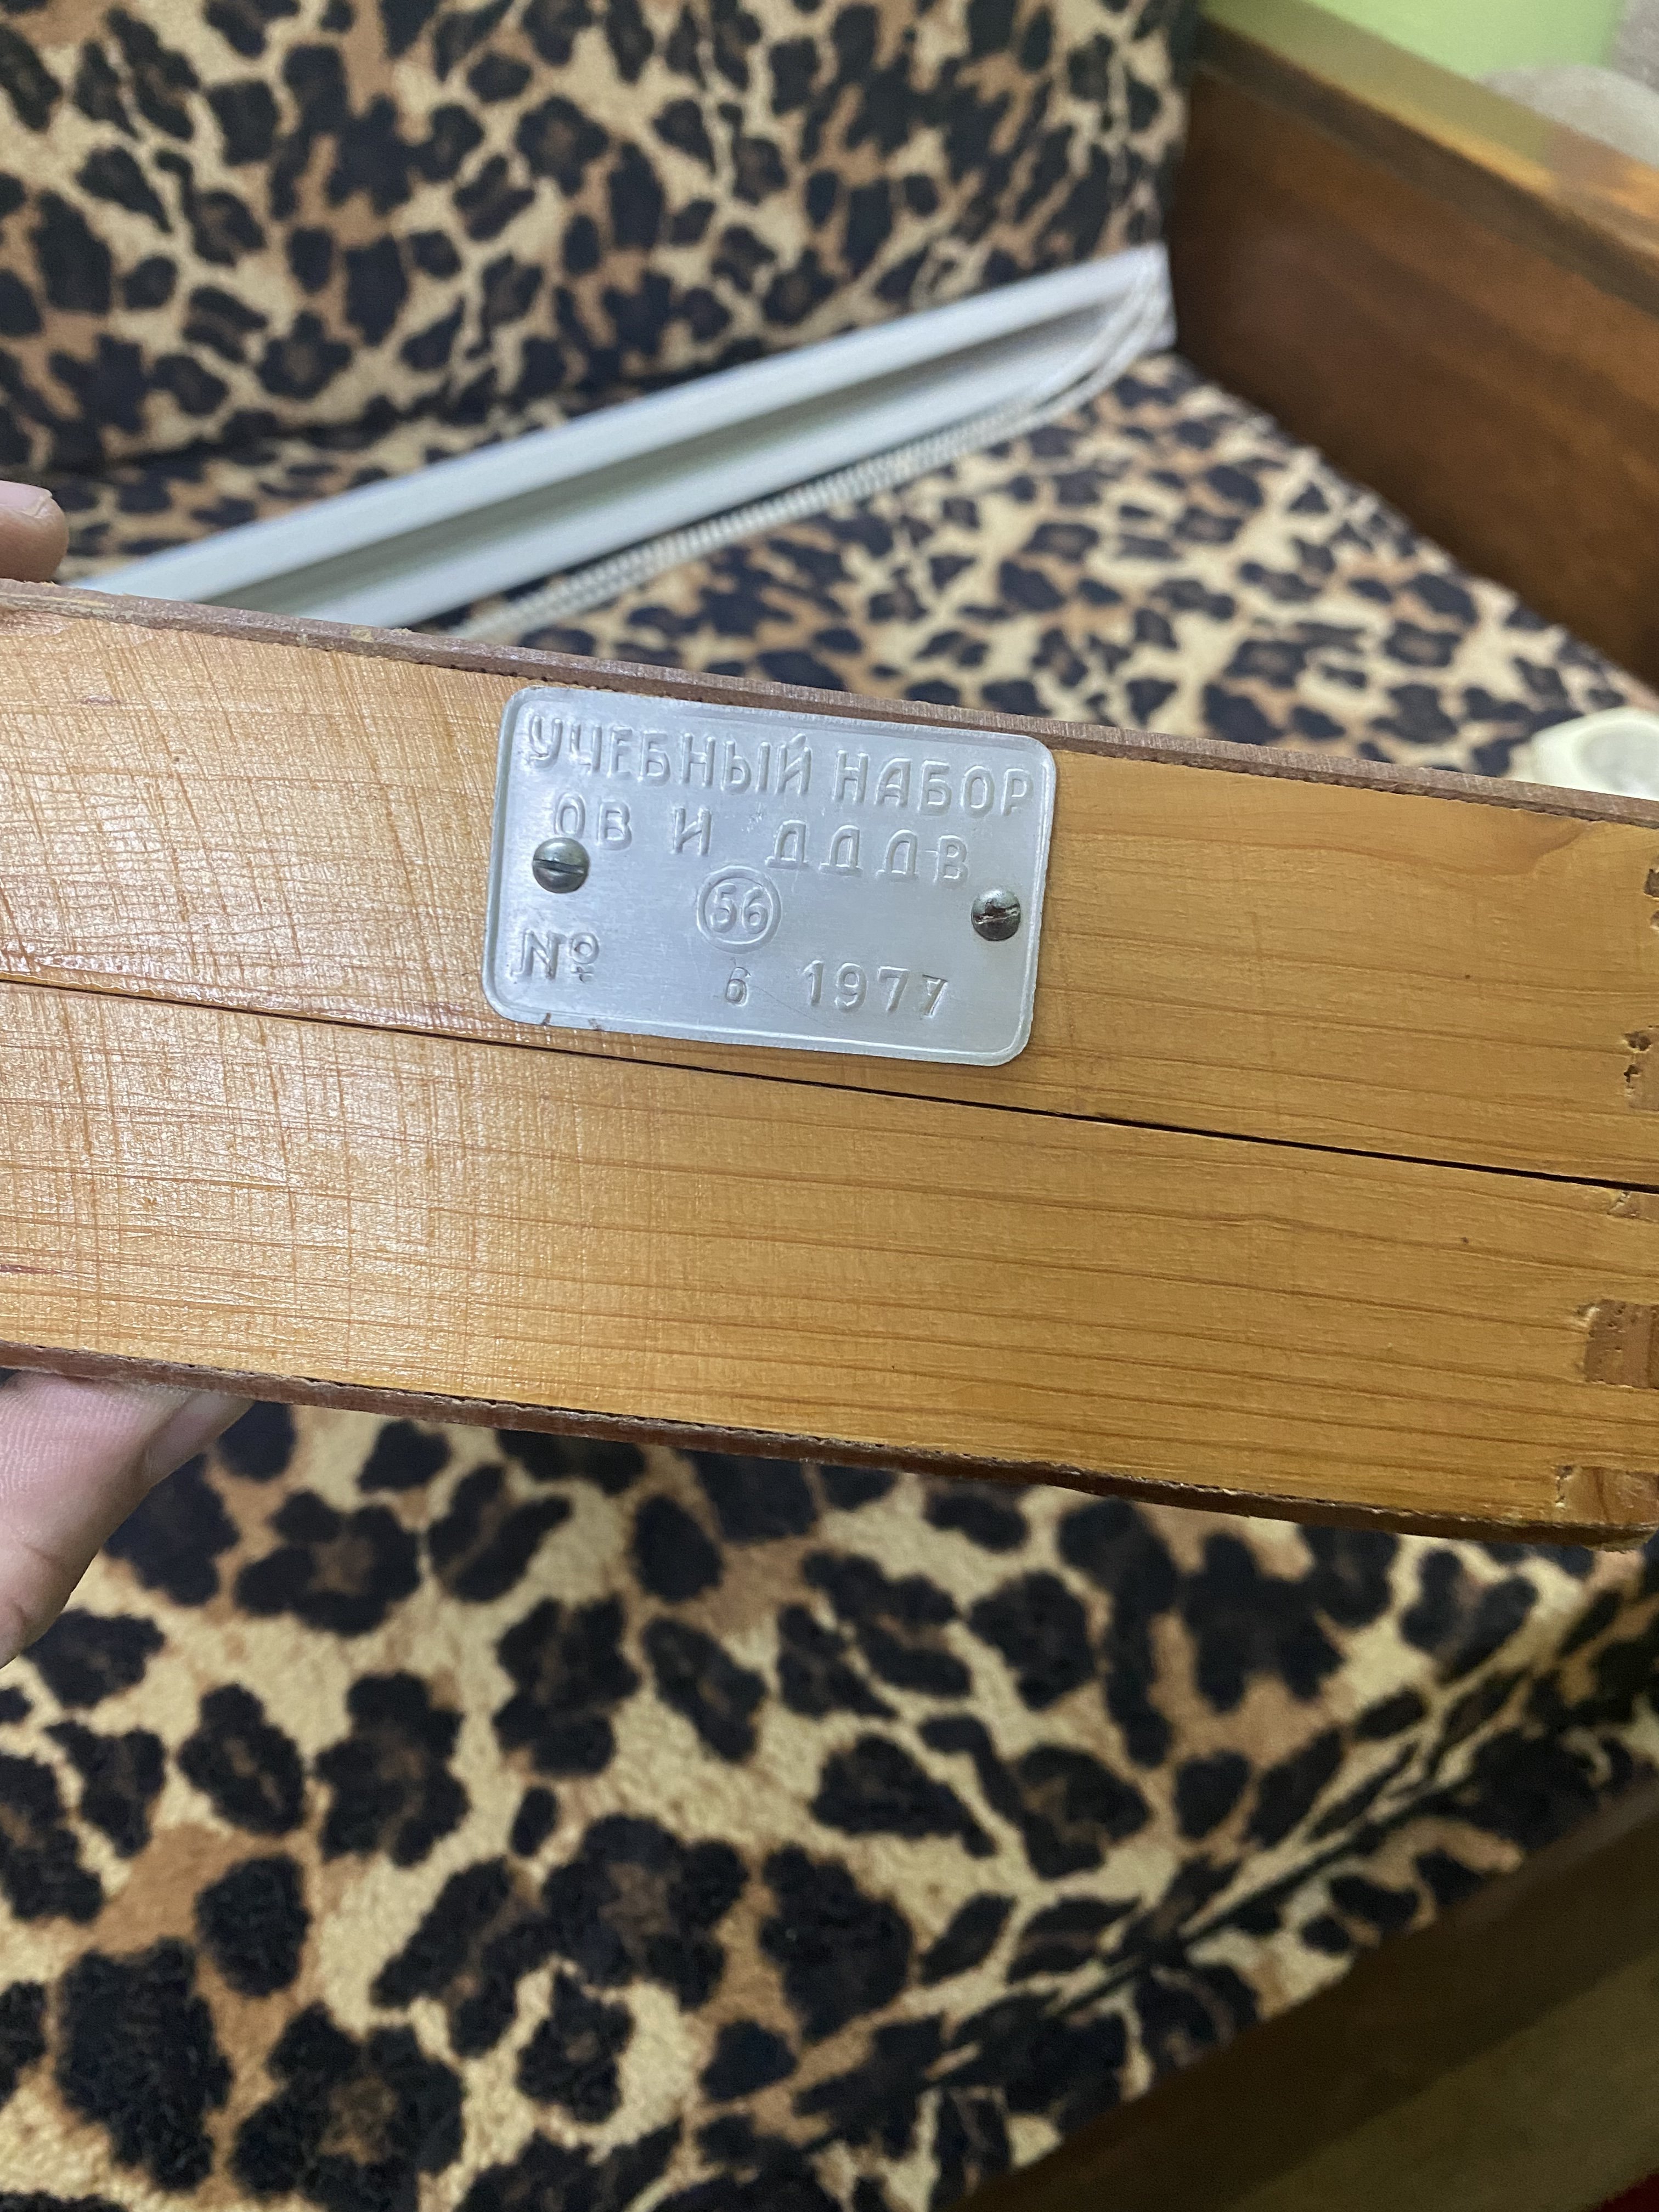 УЧЕБНЫЙ НАБОР
ОВ И ДДДВ
56
№ 6 1977